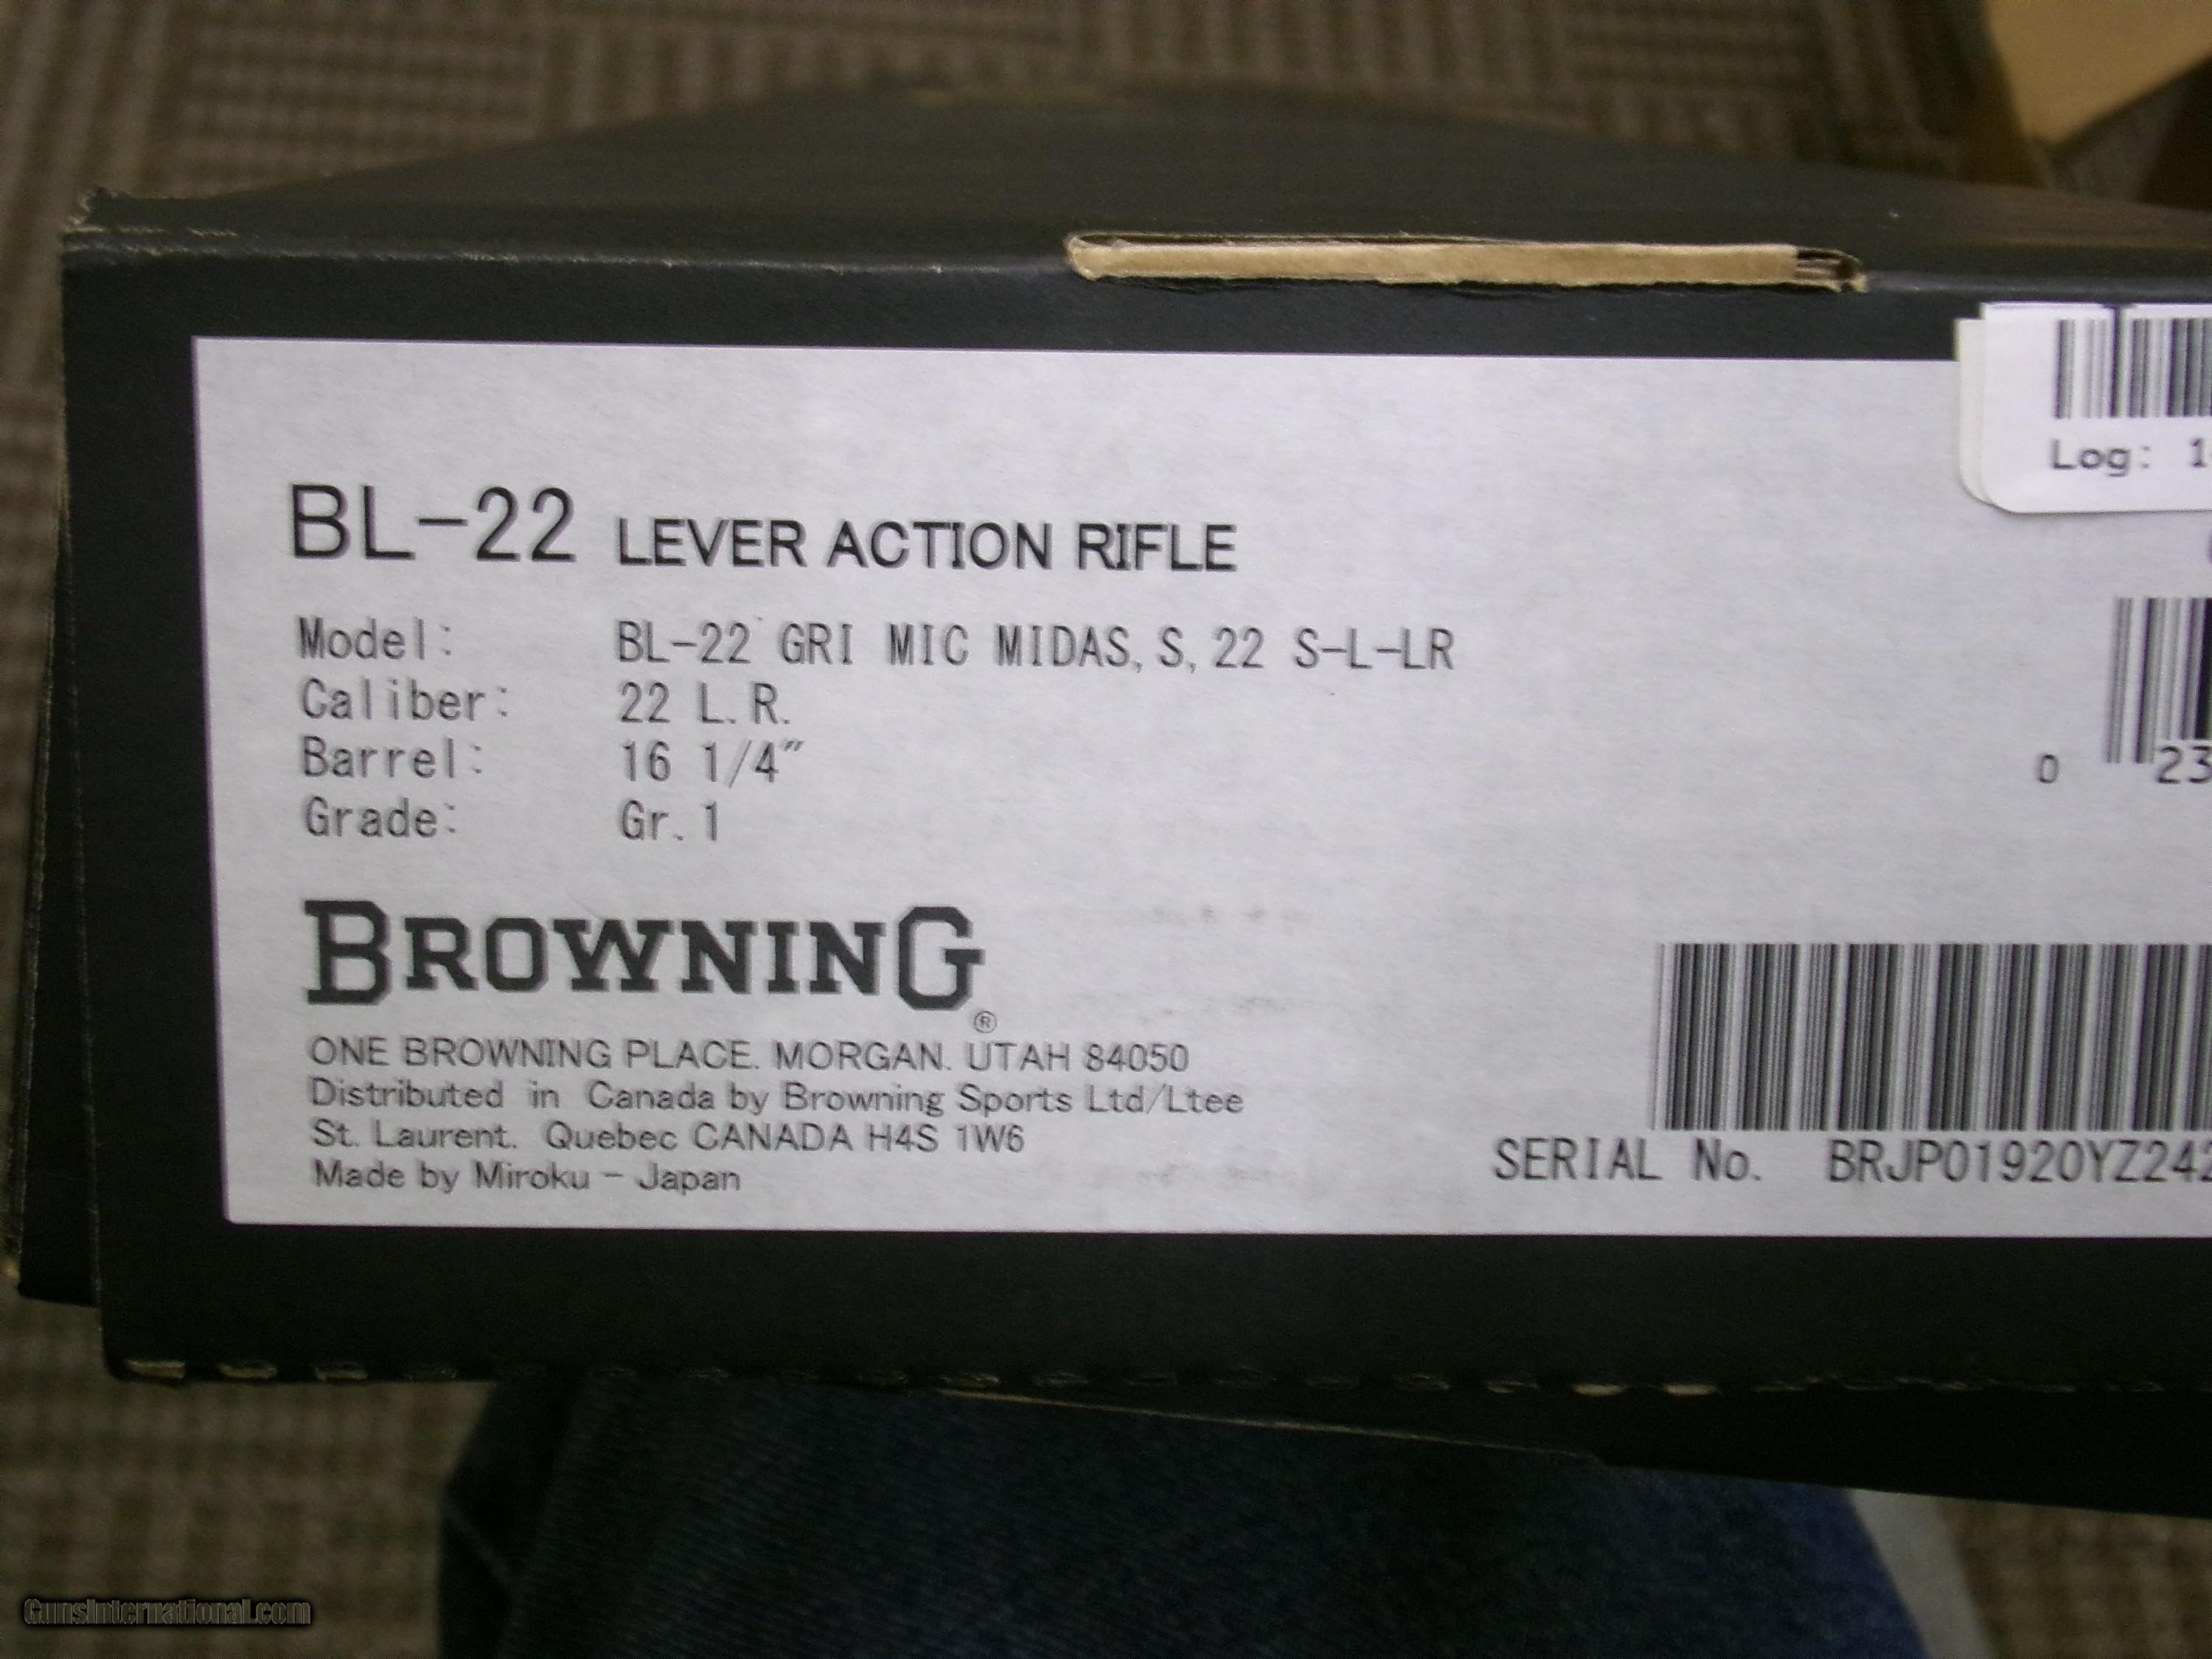 Log: 1
BL-22 LEVER ACTION RIFLE
Model: BL-22 GRI MIC MIDAS, S, 22 S-L-LR
Caliber: 22 L.R.
Barrel: 16 1/4"
Grade: Gr. 1
0 23
BROWNING®
ONE BROWNING PLACE. MORGAN. UTAH 84050
Distributed in Canada by Browning Sports Ltd/Ltee
St. Laurent. Quebec CANADA H4S 1W6
Made by Miroku - Japan
SERIAL No. BRJP01920YZ242
GunsInternational.com